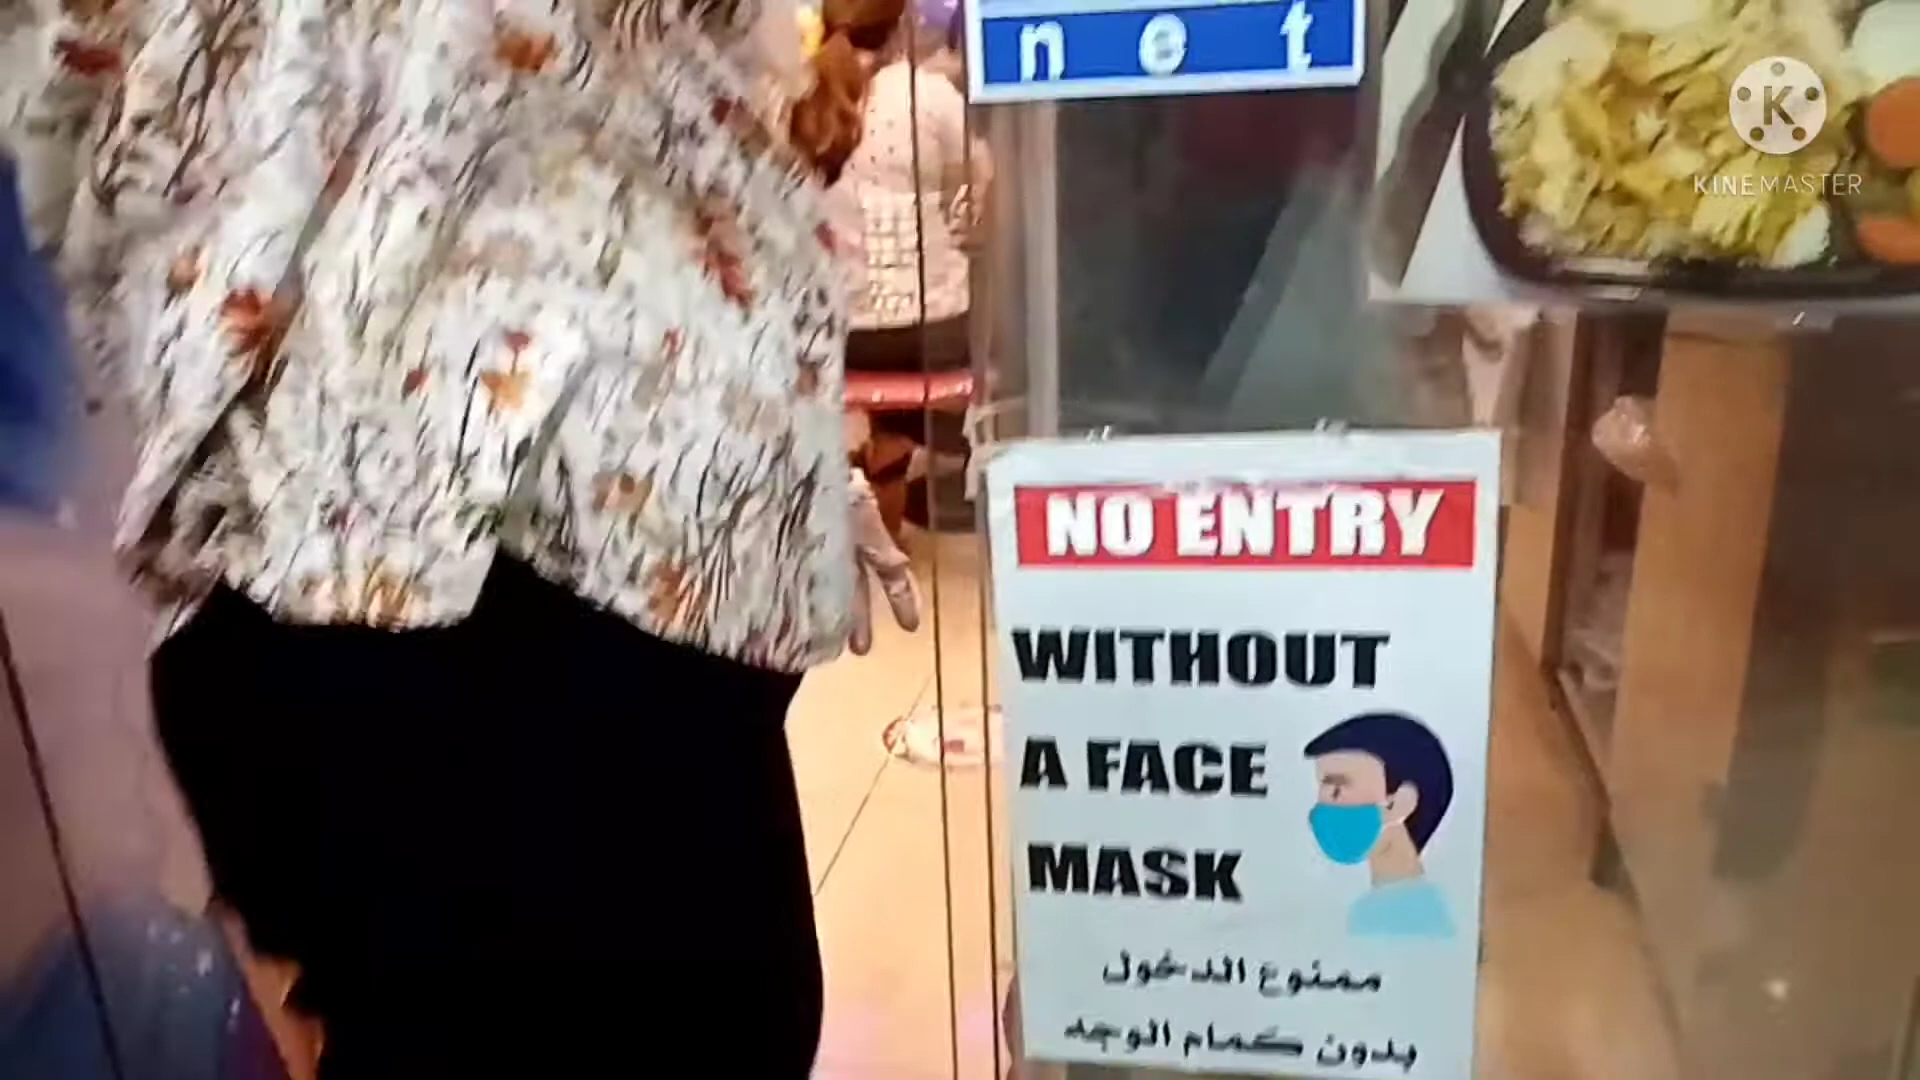 net
K
KINEMASTER
NO ENTRY
WITHOUT
A FACE
MASK
ممنوع الدخول
بدون كمام الوجه